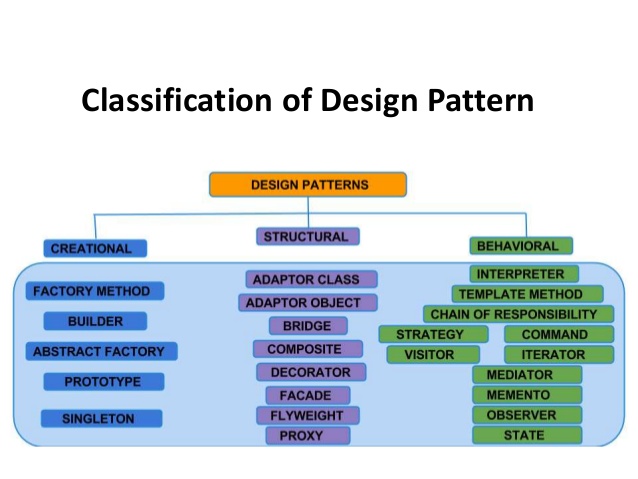 Classification of Design Pattern
DESIGN PATTERNS
CREATIONAL
FACTORY METHOD
BUILDER
ABSTRACT FACTORY
PROTOTYPE
SINGLETON
STRUCTURAL
ADAPTOR CLASS
ADAPTOR OBJECT
BRIDGE
COMPOSITE
DECORATOR
FACADE
FLYWEIGHT
PROXY
BEHAVIORAL
INTERPRETER
TEMPLATE METHOD
CHAIN OF RESPONSIBILITY
STRATEGY COMMAND
VISITOR ITERATOR
MEDIATOR
MEMENTO
OBSERVER
STATE